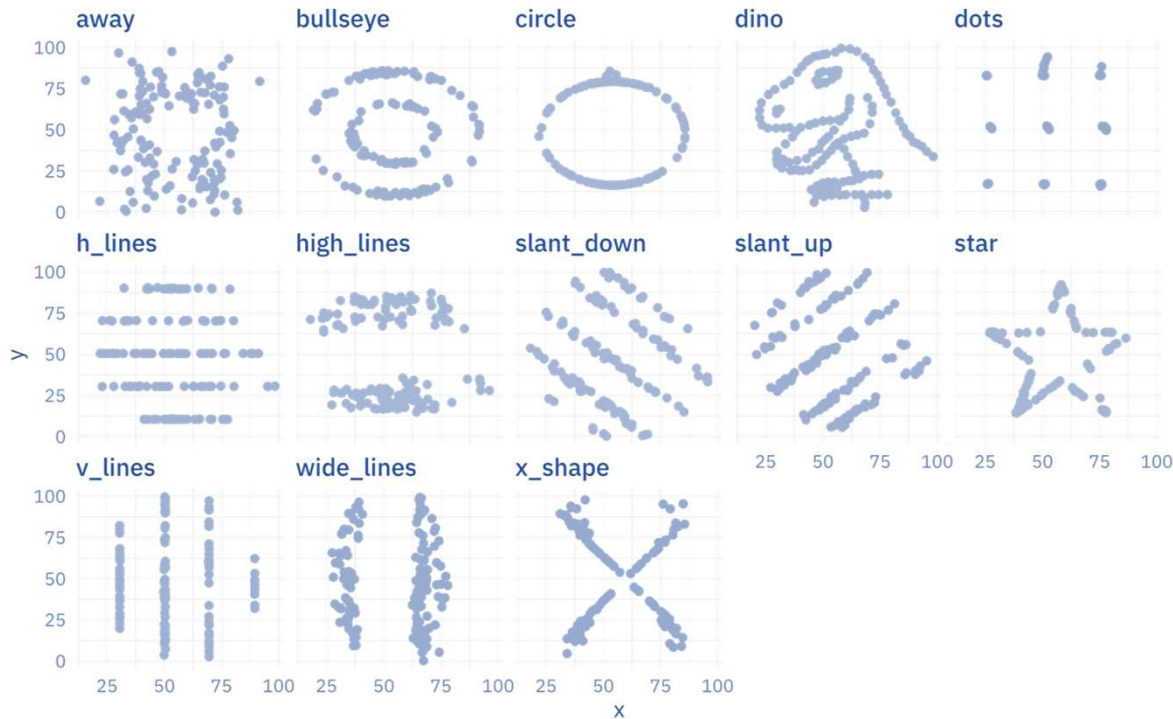 away bullseye circle dino dots
100
75
50
25
0
h_lines high_lines slant_down slant_up star
100
75
50
25
0
y
25 50 75 100 25 50 75 100
v_lines wide_lines x_shape
100
75
50
25
0
25 50 75 100 25 50 75 100 25 50 75 100
x